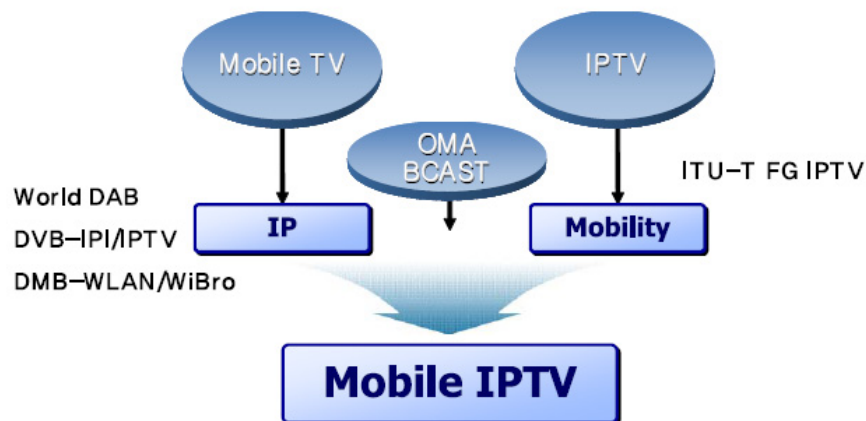 Mobile TV
IPTV
OMA
BCAST
ITU-T FG IPTV
World DAB
DVB-IPI/IPTV
DMB-WLAN/WiBro
IP
Mobility
Mobile IPTV